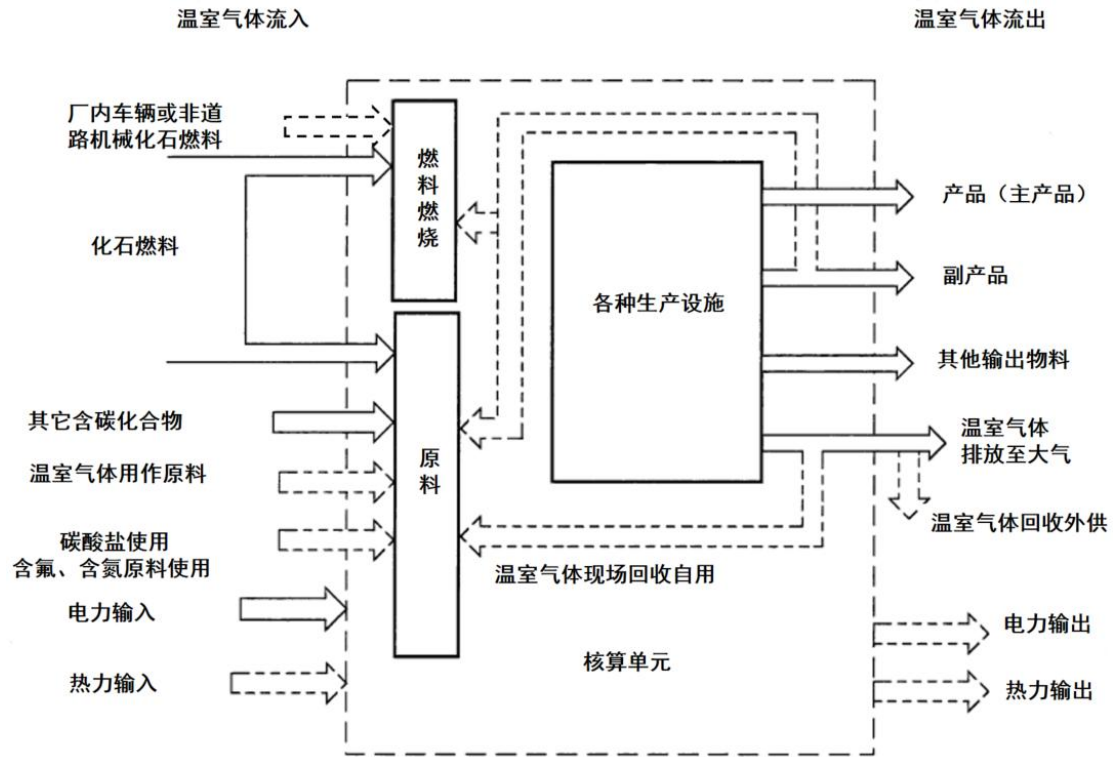 温室气体流入
温室气体流出
厂内车辆或非道
路机械化石燃料
化石燃料
其它含碳化合物
温室气体用作原料
碳酸盐使用
含氟、含氮原料使用
电力输入
热力输入
燃料燃烧
原料
各种生产设施
温室气体现场回收自用
核算单元
产品（主产品）
副产品
其他输出物料
温室气体
排放至大气
温室气体回收外供
电力输出
热力输出